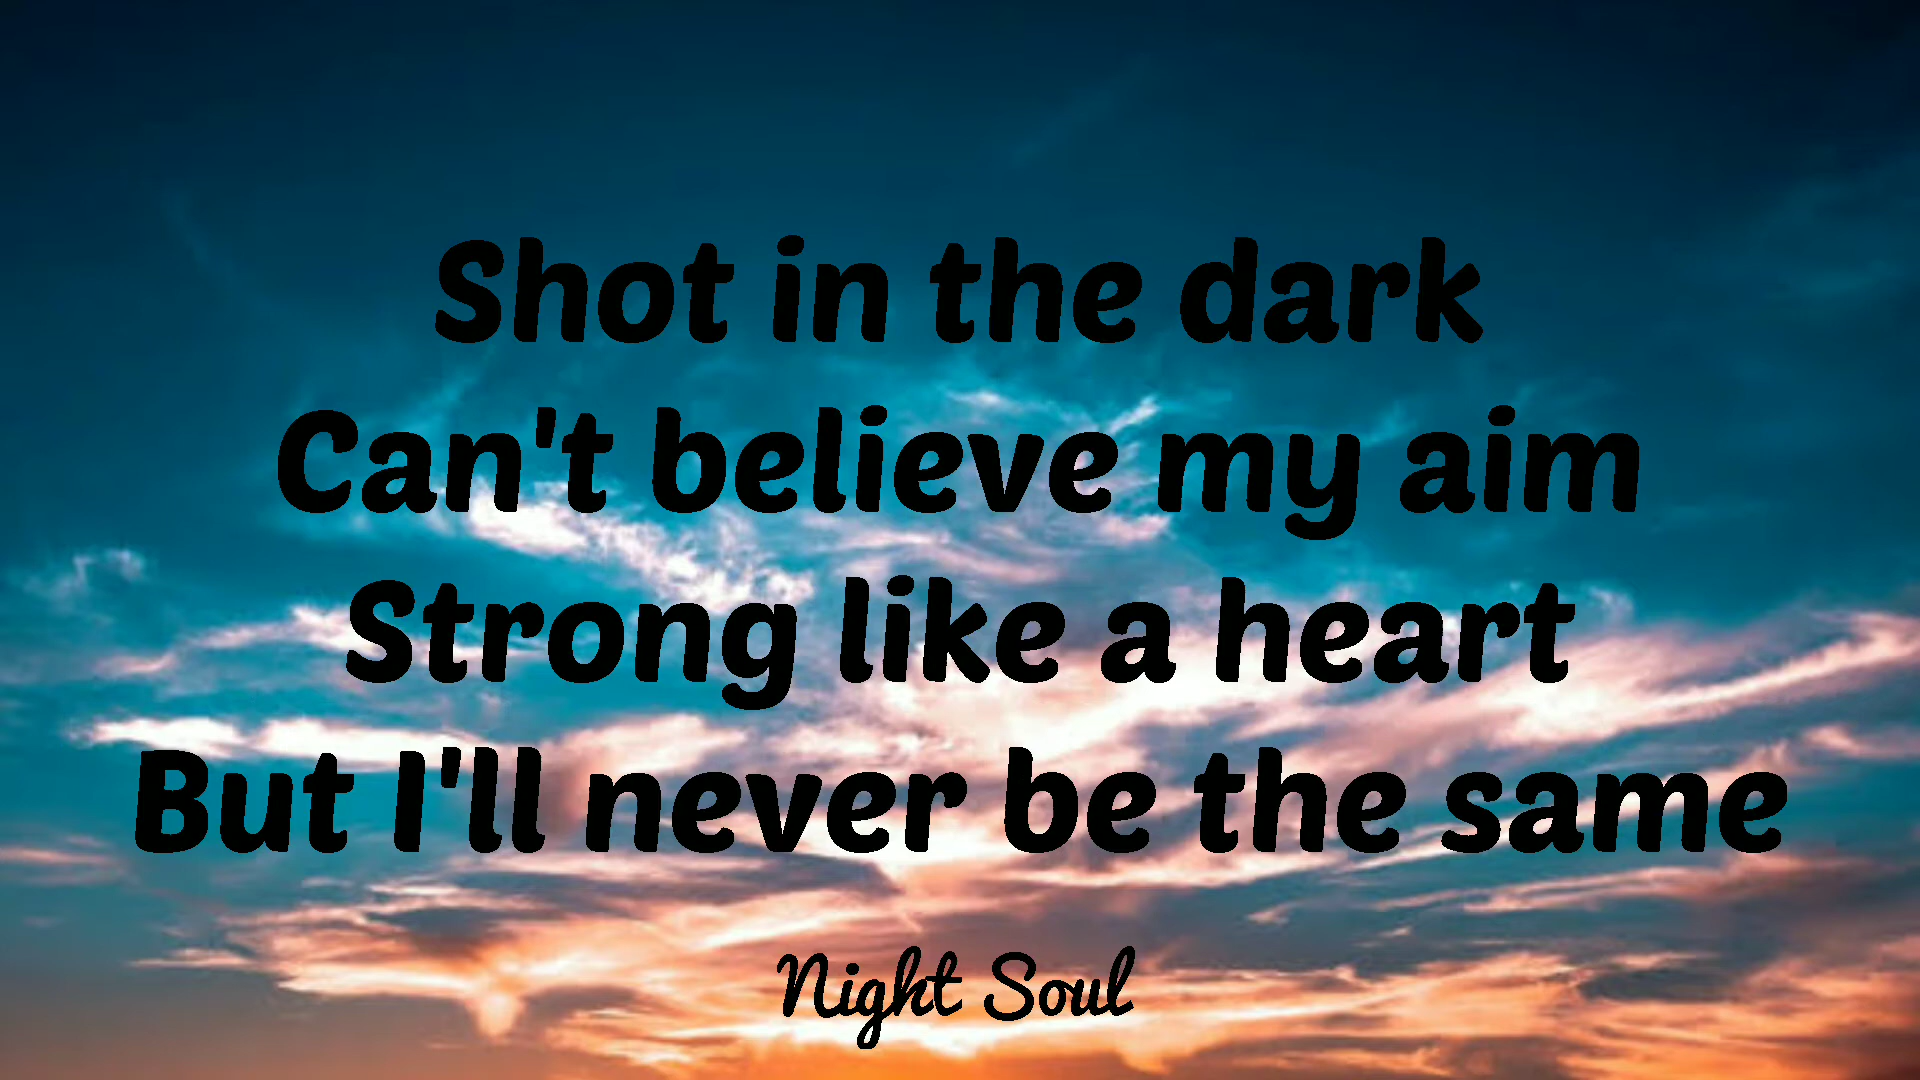 Shot in the dark
Can't believe my aim
Strong like a heart
But I'll never be the same
Night Soul